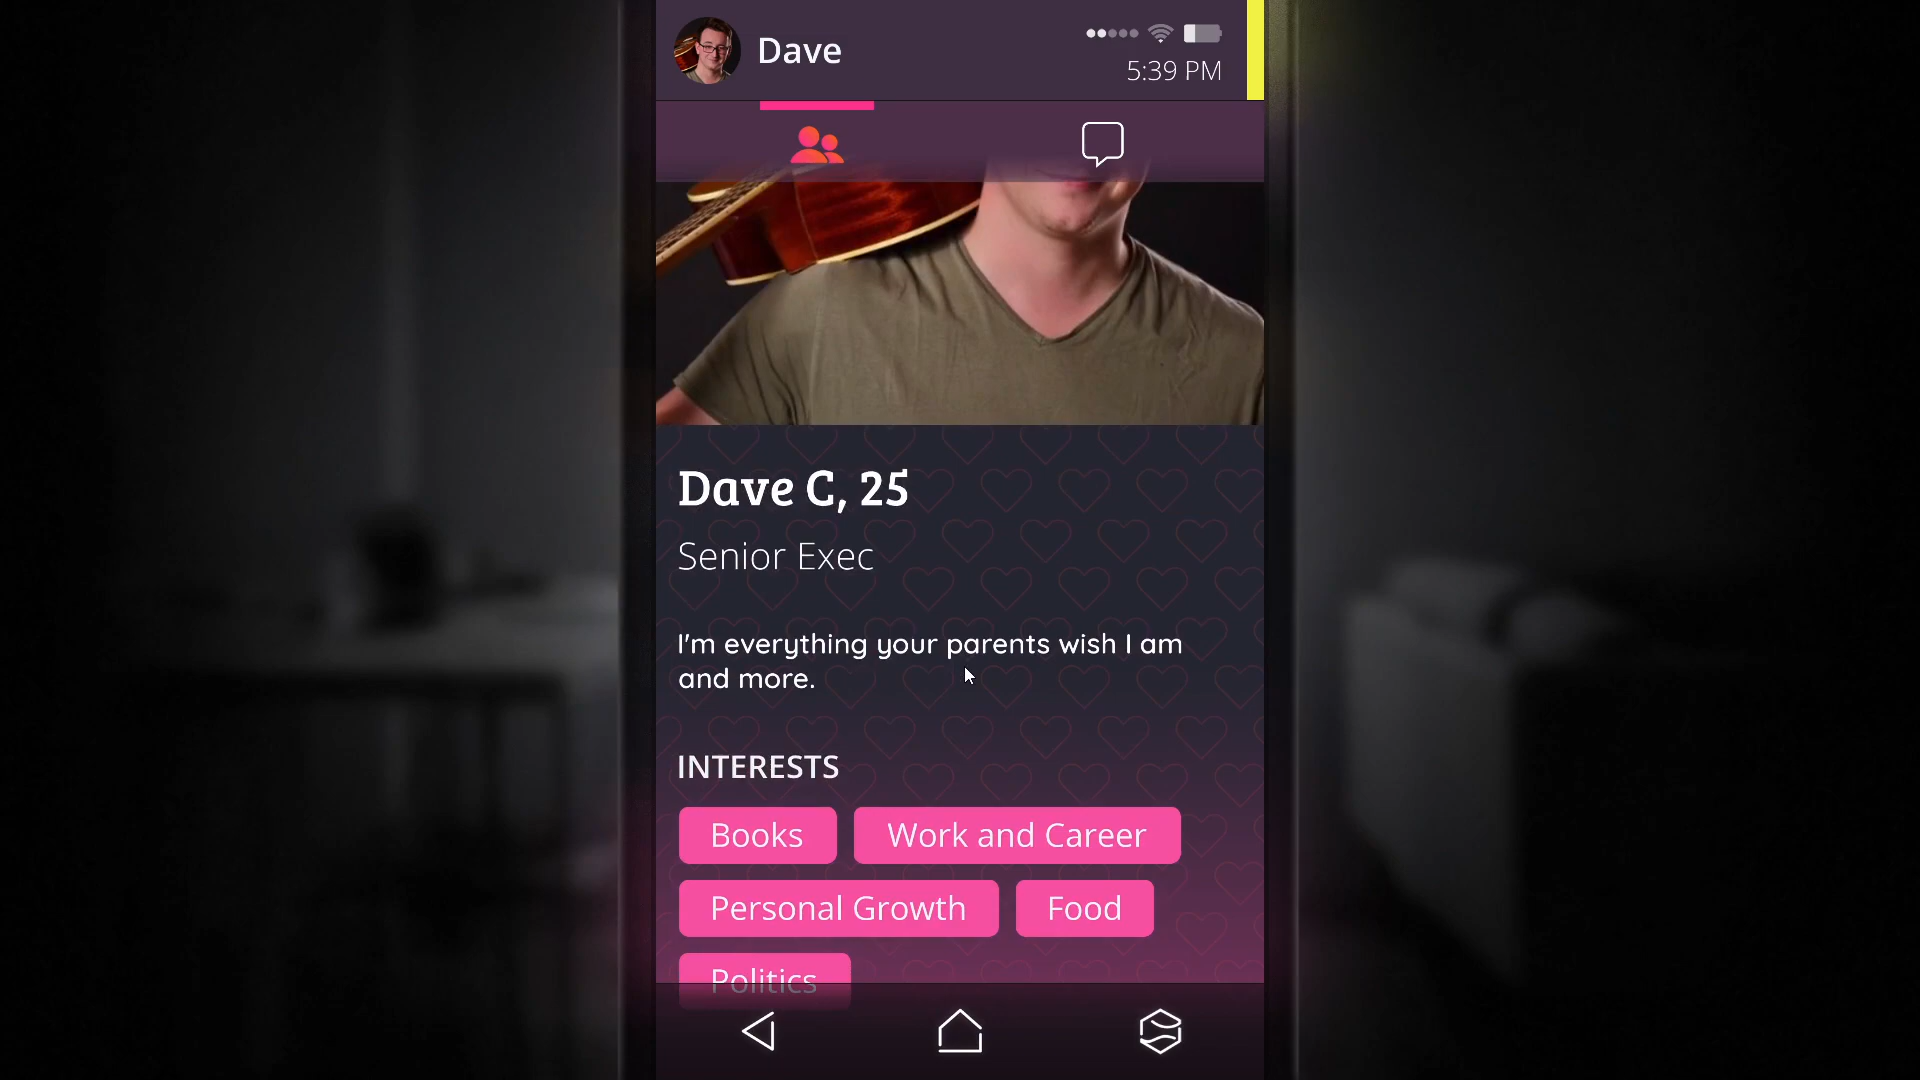 Dave
5:39 PM
Dave C, 25
Senior Exec
I'm everything your parents wish I am
and more.
INTERESTS
Books
Work and Career
Personal Growth
Food
Politics